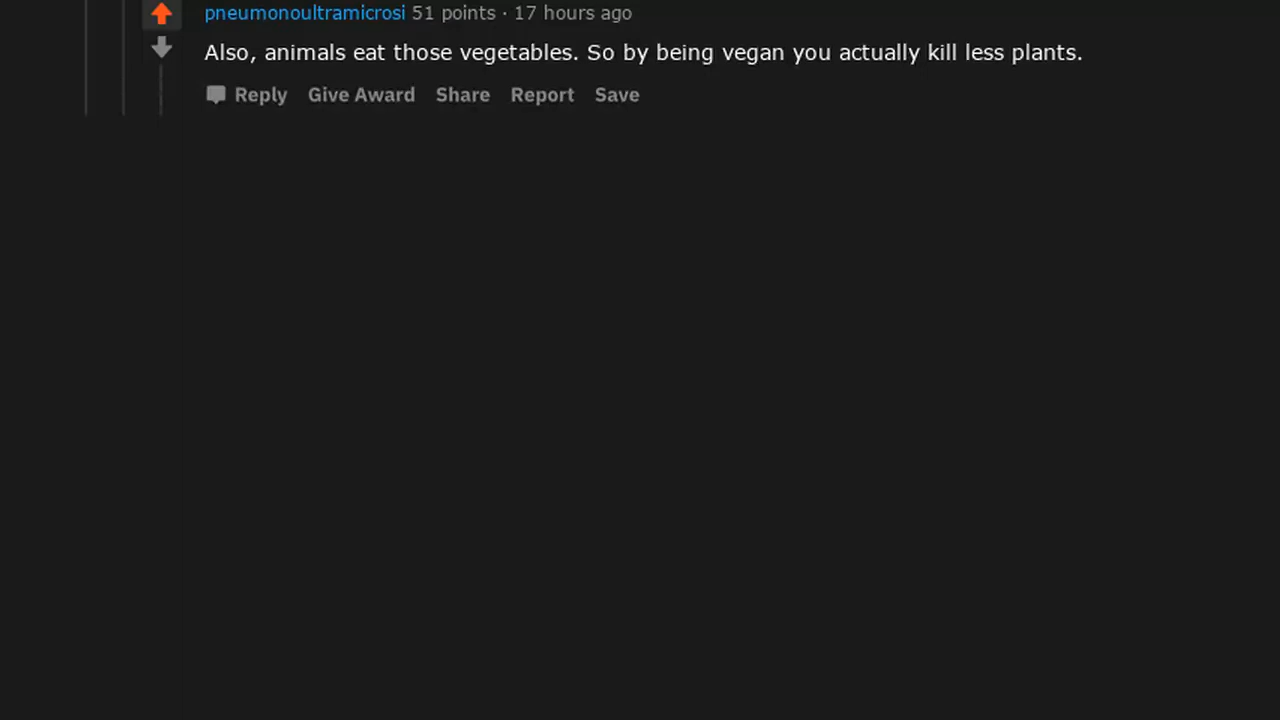 pneumonoultramicrosi 51 points · 17 hours ago
Also, animals eat those vegetables. So by being vegan you actually kill less plants.
Reply Give Award Share Report Save